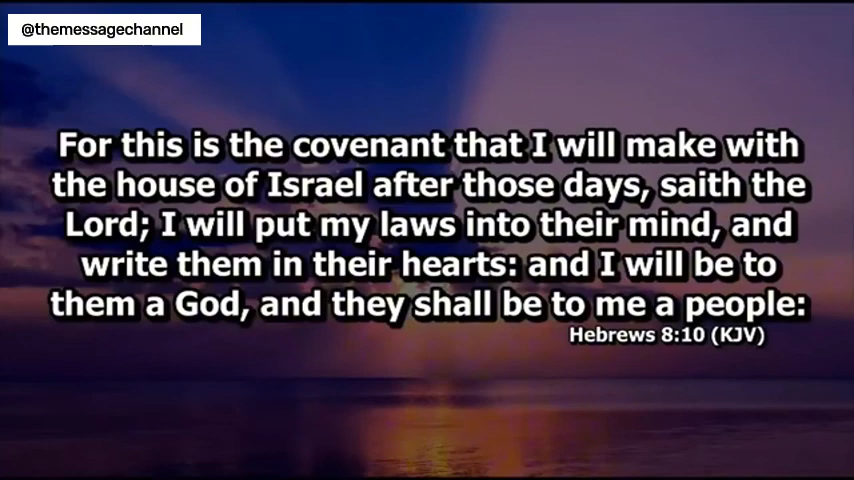 @themessagechannel
For this is the covenant that I will make with
the house of Israel after those days, saith the
Lord; I will put my laws into their mind, and
write them in their hearts: and I will be to
them a God, and they shall be to me a people:
Hebrews 8:10 (KJV)